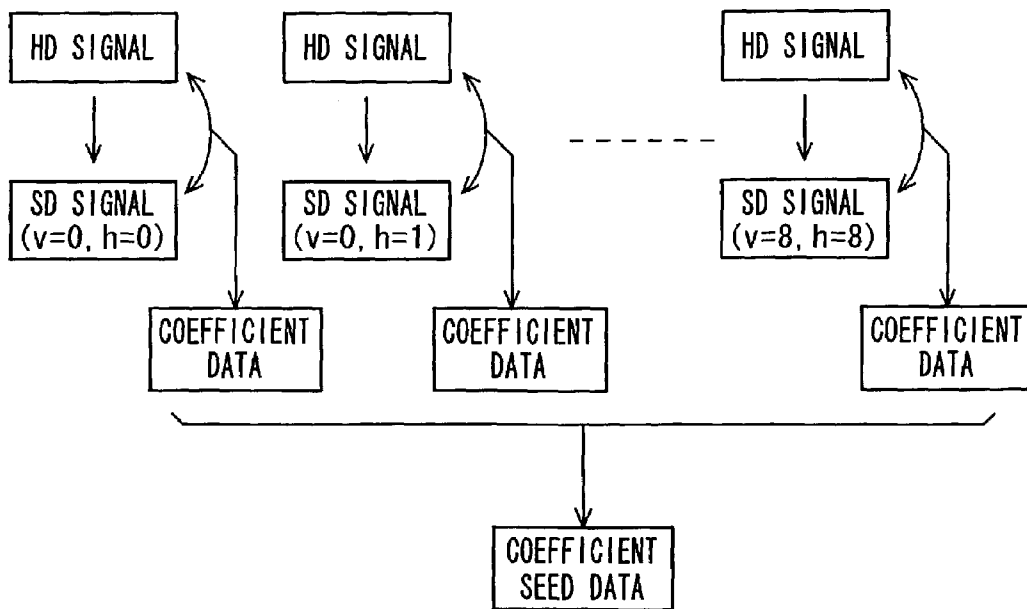 HD SIGNAL
HD SIGNAL
HD SIGNAL
SD SIGNAL
(v=0, h=0)
SD SIGNAL
(v=0, h=1)
SD SIGNAL
(v=8, h=8)
COEFFICIENT
DATA
COEFFICIENT
DATA
COEFFICIENT
DATA
COEFFICIENT
SEED DATA